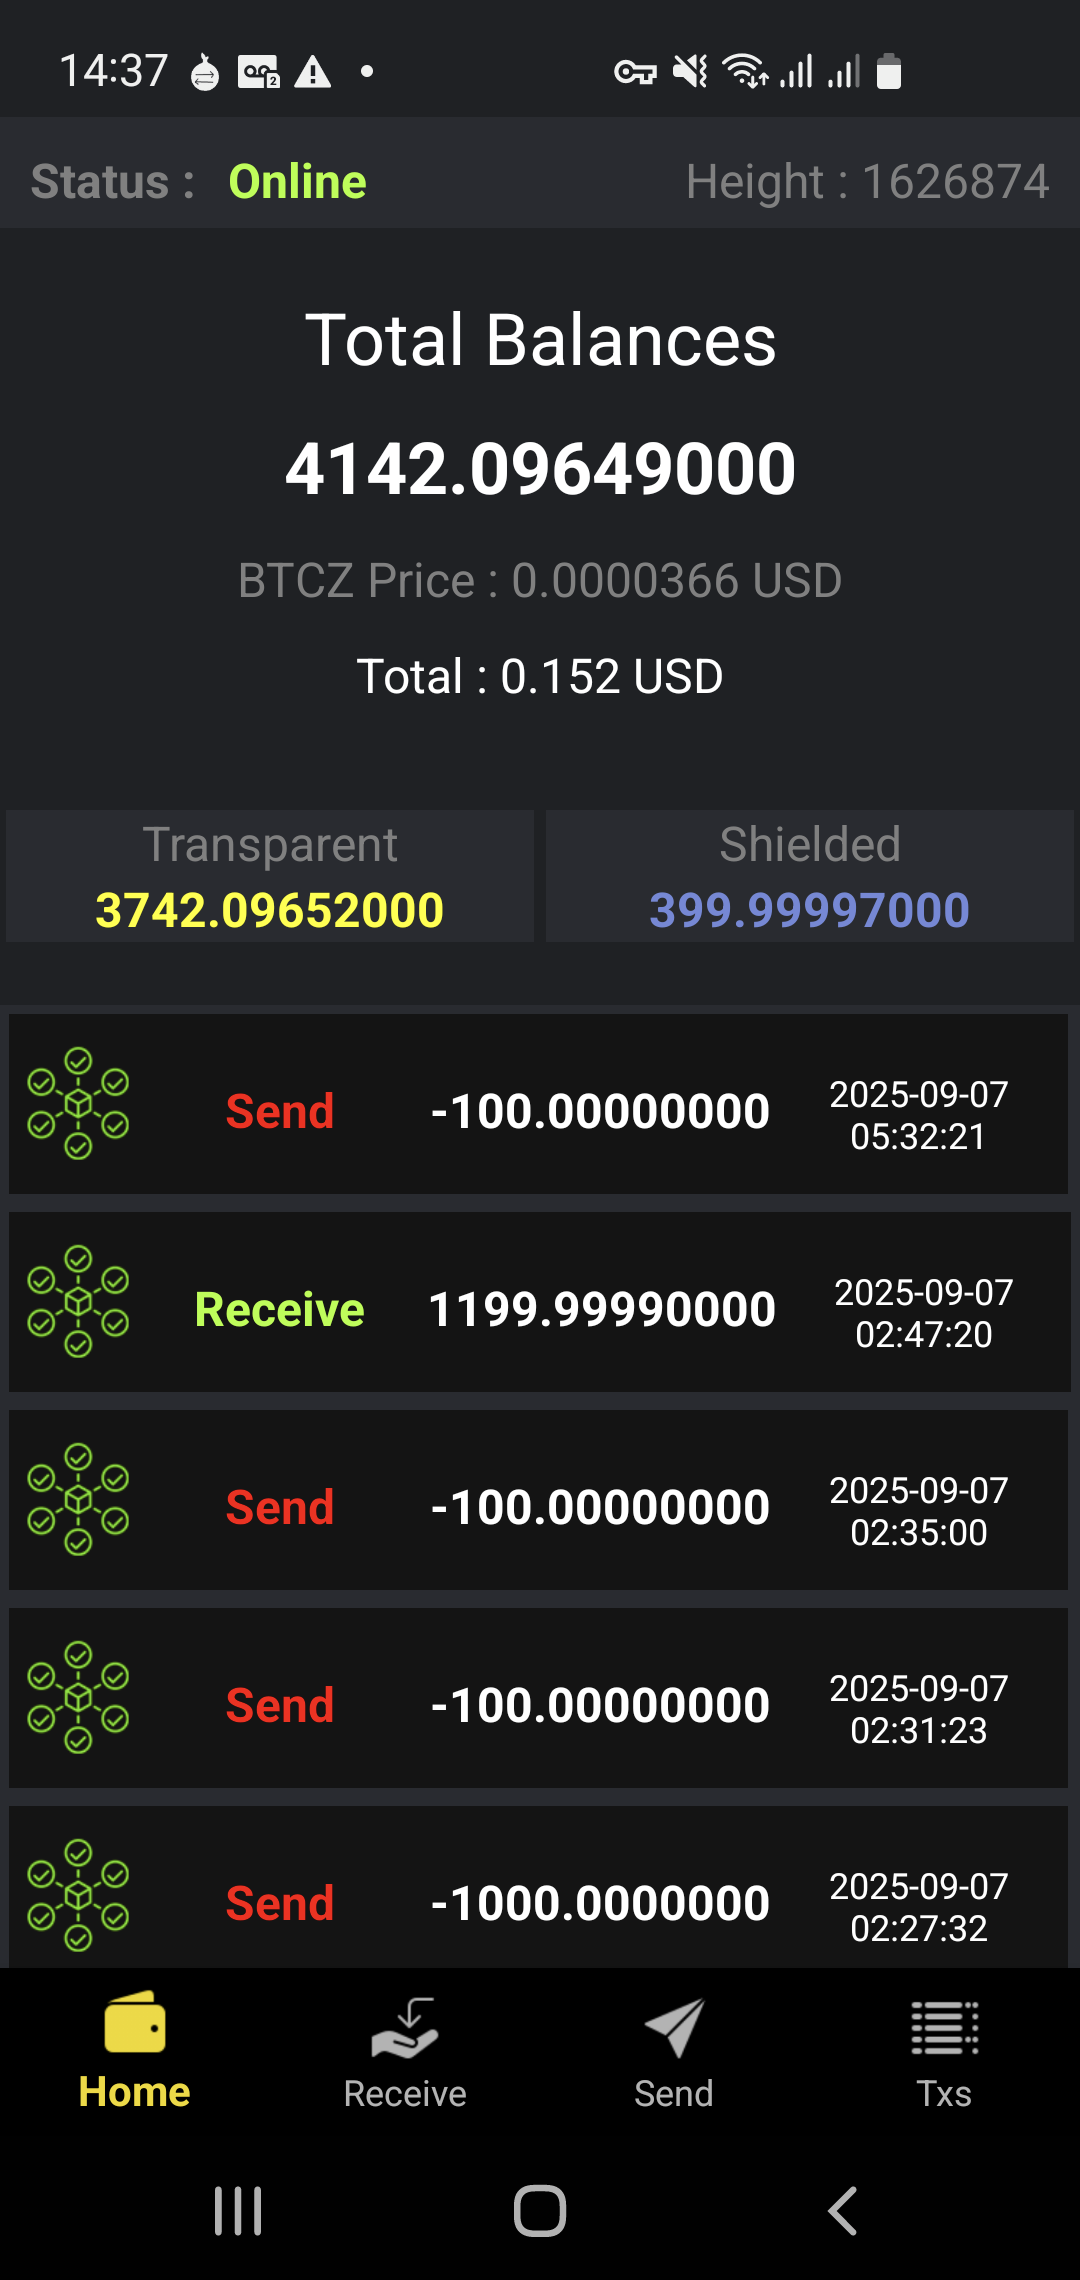 14:37
Status : Online
Height : 1626874
Total Balances
4142.09649000
BTCZ Price : 0.0000366 USD
Total : 0.152 USD
Transparent
3742.09652000
Shielded
399.99997000
Send -100.00000000 2025-09-07
05:32:21
Receive 1199.99990000 2025-09-07
02:47:20
Send -100.00000000 2025-09-07
02:35:00
Send -100.00000000 2025-09-07
02:31:23
Send -1000.0000000 2025-09-07
02:27:32
Home
Receive
Send
Txs